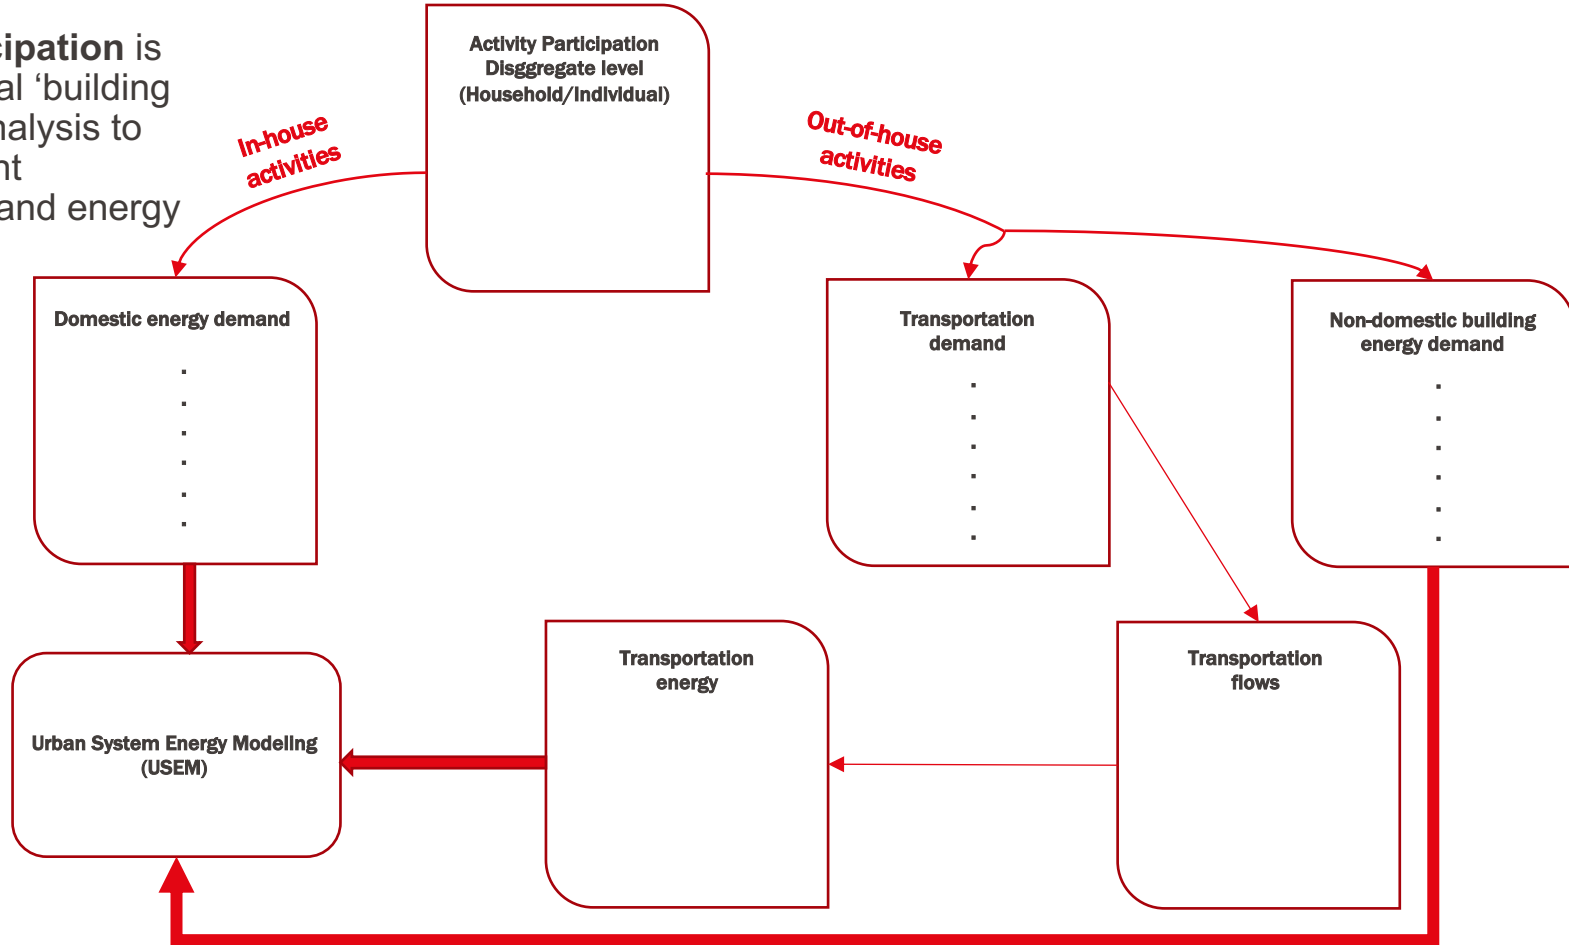 cipation is
al ‘building
nalysis to
nt
and energy
Activity Participation
Disggregate level
(Household/Individual)
In-house
activities
Out-of-house
activities
Domestic energy demand
Transportation
demand
Non-domestic building
energy demand
Transportation
energy
Transportation
flows
Urban System Energy Modeling
(USEM)